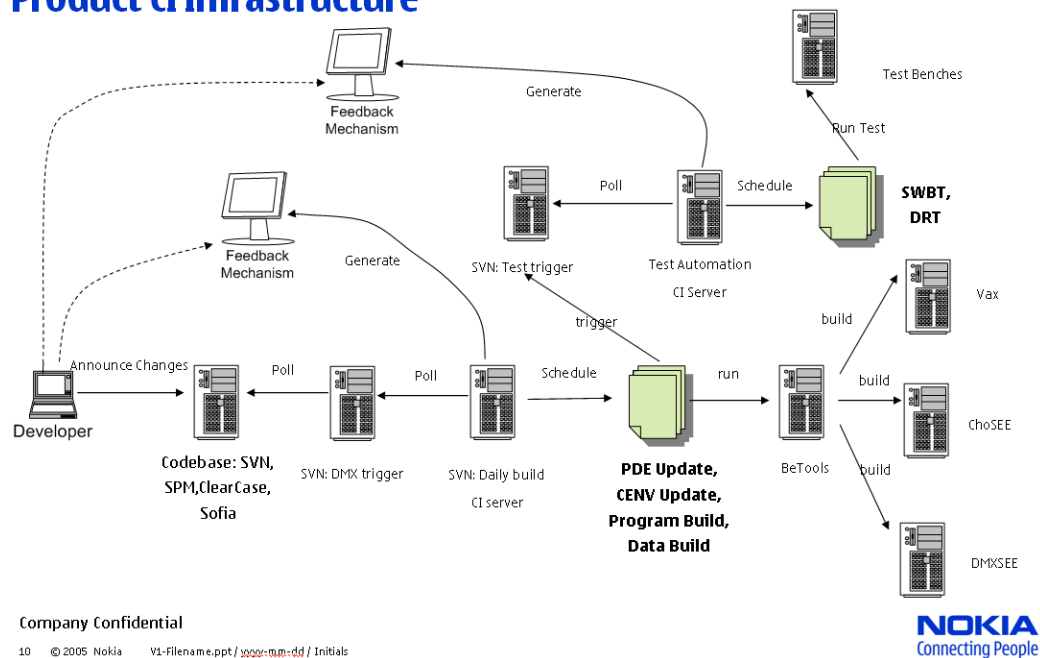 Product CI Infrastructure
Test Benches
Generate
Feedback
Mechanism
Run Test
Poll
Schedule
SWBT,
DRT
Feedback
Mechanism
Generate
SVN: Test trigger
Test Automation
CI Server
Vax
trigger
build
Announce Changes
Poll
Poll
Schedule
run
build
ChoSEE
Developer
Codebase: SVN,
SPM,ClearCase,
Sofia
SVN: DMX trigger
SVN: Daily build
CI server
PDE Update,
CENV Update,
Program Build,
Data Build
BeTools
build
DMXSEE
Company Confidential
10 © 2005 Nokia V1-Filename.ppt / yyyy-mm-dd / Initials
NOKIA
Connecting People